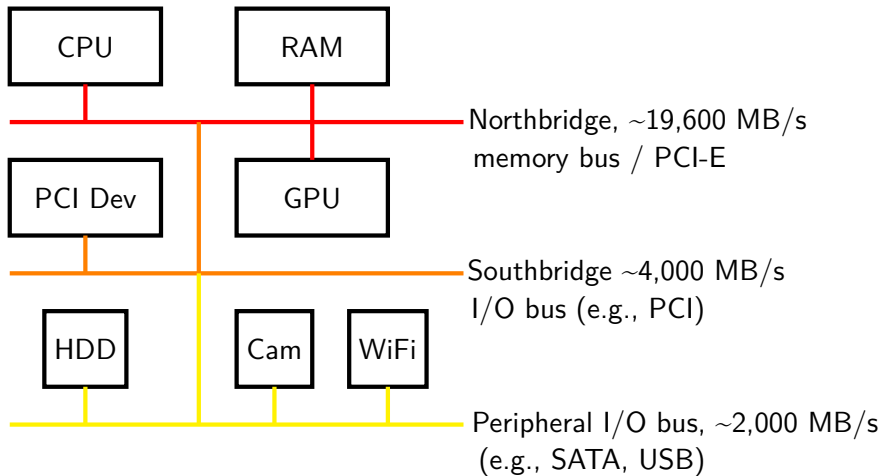 CPU
RAM
Northbridge, ~19,600 MB/s
memory bus / PCI-E
PCI Dev
GPU
Southbridge ~4,000 MB/s
I/O bus (e.g., PCI)
HDD
Cam
WiFi
Peripheral I/O bus, ~2,000 MB/s
(e.g., SATA, USB)